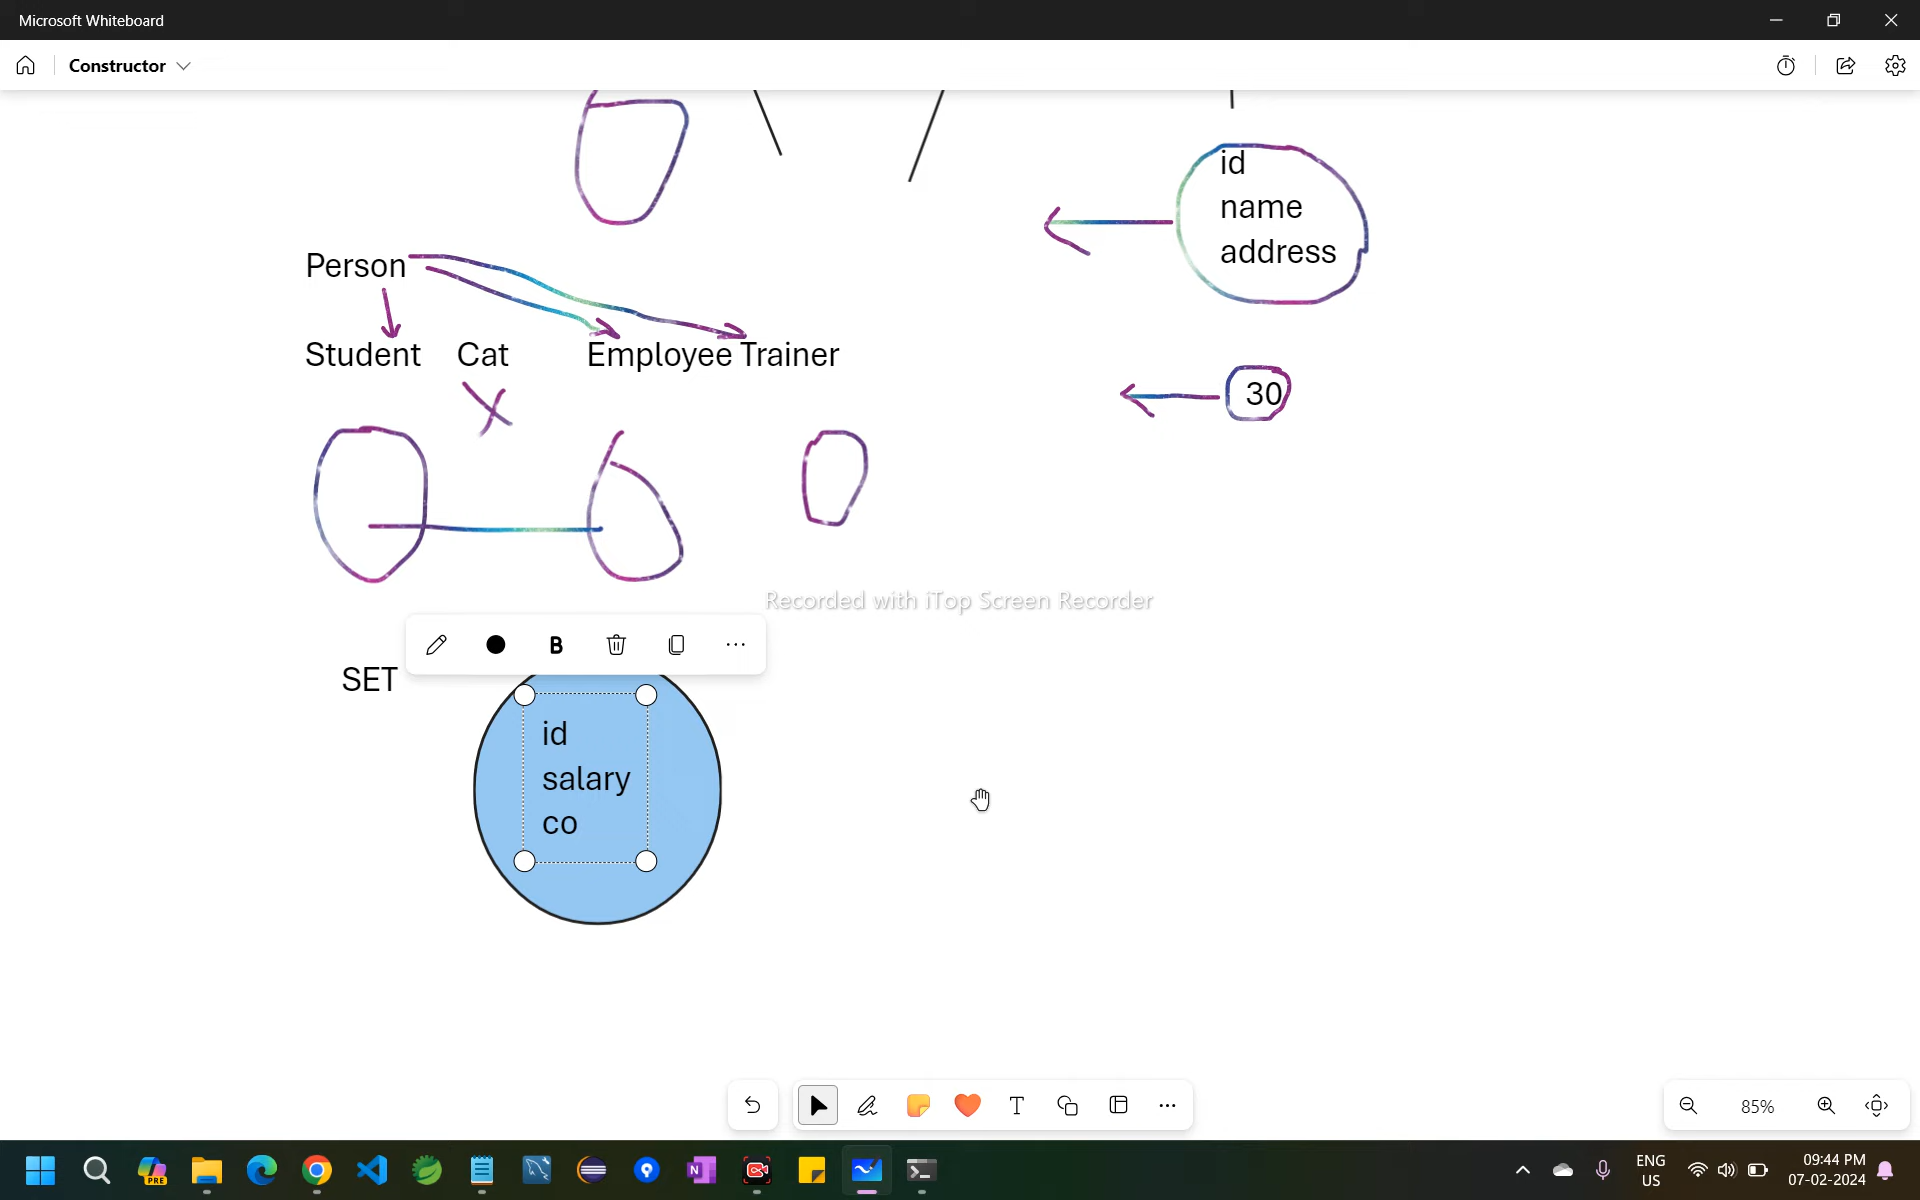 Microsoft Whiteboard
Constructor
id
name
address
Person
Student Cat Employee Trainer
30
Recorded with iTop Screen Recorder
B
SET
id
salary
co
T
85%
PRE
N
ENG
US
09:44 PM
07-02-2024